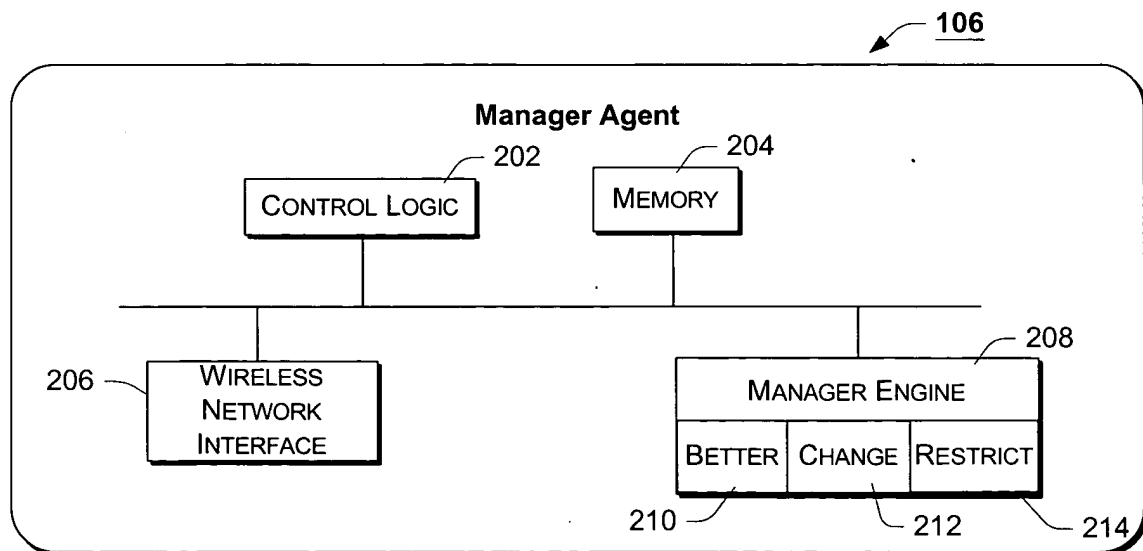 106
Manager Agent
202
204
CONTROL LOGIC
MEMORY
206
WIRELESS
NETWORK
INTERFACE
208
MANAGER ENGINE
BETTER CHANGE RESTRICT
210 212 214